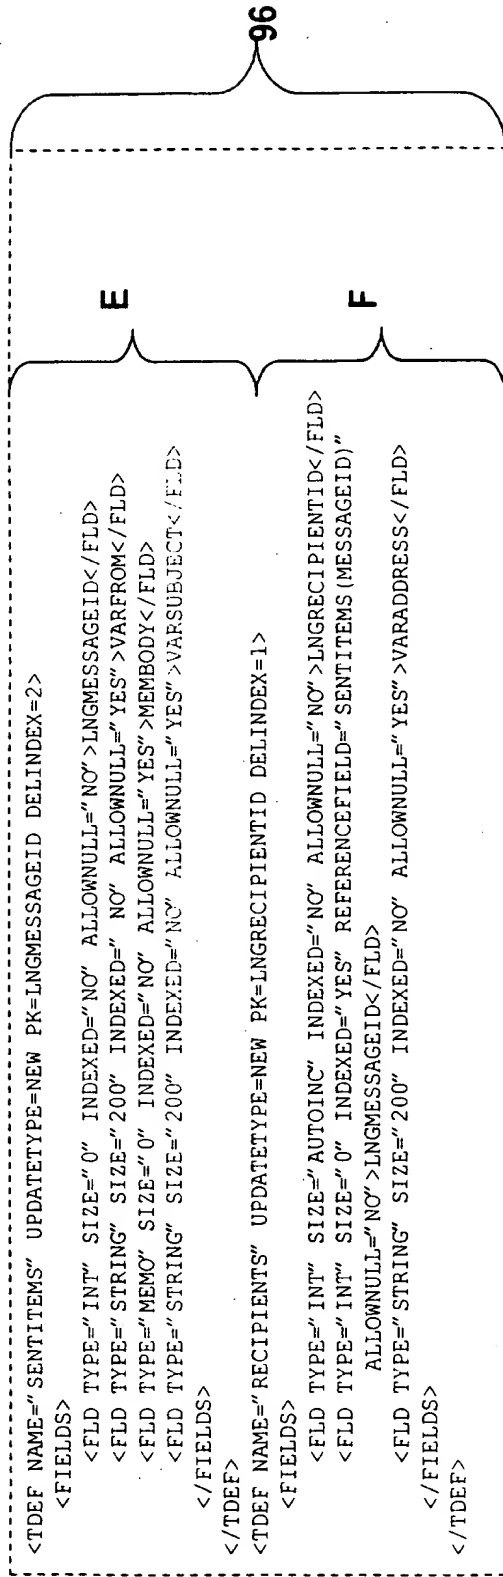 <TDEF NAME="SENTITEMS" UPDATETYPE=NEW PK=LNGMESSAGEID DELINDEX=2>
<FIELDS>
<FLD TYPE="INT" SIZE="0" INDEXED="NO" ALLOWNULL="NO">LNGMESSAGEID</FLD>
<FLD TYPE="STRING" SIZE="200" INDEXED=" NO" ALLOWNULL="YES">VARFROM</FLD>
<FLD TYPE="MEMO" SIZE="0" INDEXED="NO" ALLOWNULL="YES">MEMBODY</FLD>
<FLD TYPE="STRING" SIZE="200" INDEXED="NO" ALLOWNULL="YES">VARSUBJECT</FLD>
</FIELDS>
</TDEF>
E
<TDEF NAME="RECIPIENTS" UPDATETYPE=NEW PK=LNGRECIPIENTID DELINDEX=1>
<FIELDS>
<FLD TYPE="INT" SIZE="AUTOINC" INDEXED="NO" ALLOWNULL="NO">LNGRECIPIENTID</FLD>
<FLD TYPE="INT" SIZE="0" INDEXED="YES" REFERENCEFIELD="SENTITEMS(MESSAGEID)"
ALLOWNULL="NO">LNGMESSAGEID</FLD>
<FLD TYPE="STRING" SIZE="200" INDEXED="NO" ALLOWNULL="YES">VARADDRESS</FLD>
</FIELDS>
</TDEF>
F
96